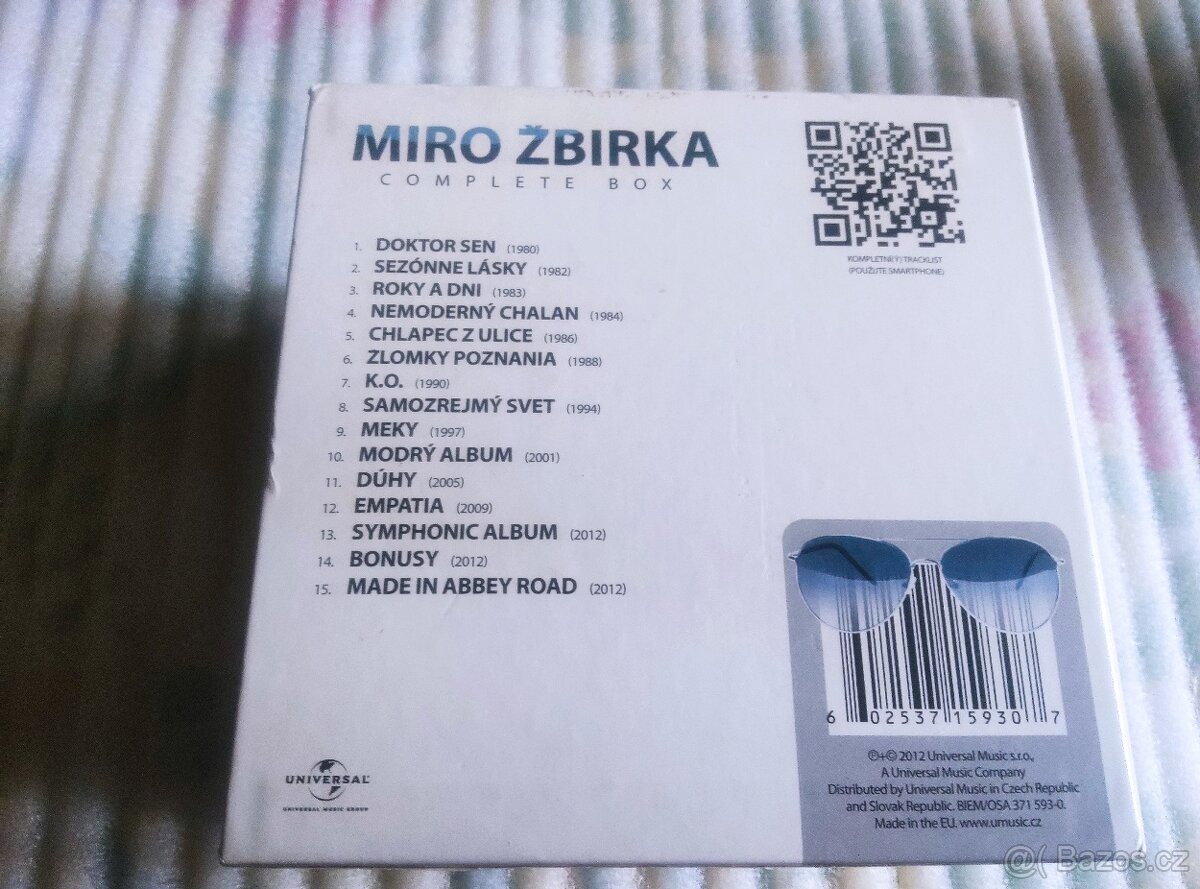 MIRO ŽBIRKA
COMPLETE BOX
KOMPLETNE(Y) TRACKLIST
(POUŽIJTE SMARTPHONE)
1. DOKTOR SEN (1980)
2. SEZÓNNE LÁSKY (1982)
3. ROKY A DNI (1983)
4. NEMODERNÝ CHALAN (1984)
5. CHLAPEC Z ULICE (1986)
6. ZLOMKY POZNANIA (1988)
7. K.O. (1990)
8. SAMOZREJMÝ SVET (1994)
9. MEKY (1997)
10. MODRÝ ALBUM (2001)
11. DÚHY (2005)
12. EMPATIA (2009)
13. SYMPHONIC ALBUM (2012)
14. BONUSY (2012)
15. MADE IN ABBEY ROAD (2012)
6 02537 15930 7
UNIVERSAL
UNIVERSAL MUSIC GROUP
℗+© 2012 Universal Music s.r.o.,
A Universal Music Company
Distributed by Universal Music in Czech Republic
and Slovak Republic. BIEM/OSA 371 593-0.
Made in the EU. www.umusic.cz
@( Bazos.cz